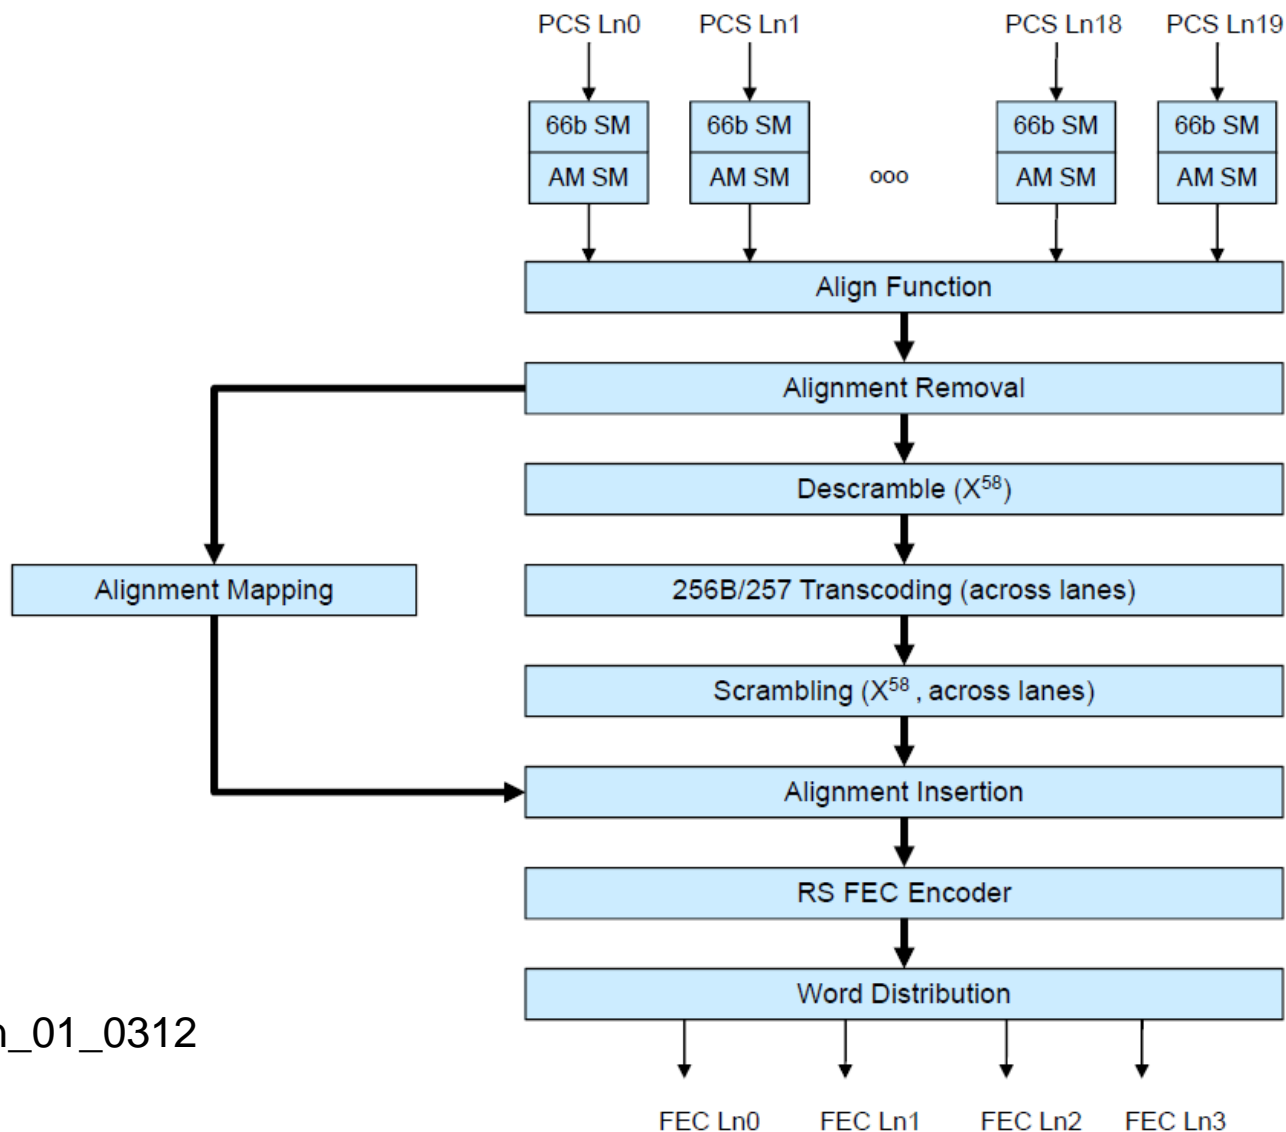 PCS Ln0 PCS Ln1 PCS Ln18 PCS Ln19
66b SM 66b SM 66b SM 66b SM
AM SM AM SM ooo AM SM AM SM
Align Function
Alignment Removal
Descramble (X⁵⁸)
Alignment Mapping 256B/257 Transcoding (across lanes)
Scrambling (X⁵⁸ , across lanes)
Alignment Insertion
RS FEC Encoder
Word Distribution
_01_0312
FEC Ln0 FEC Ln1 FEC Ln2 FEC Ln3